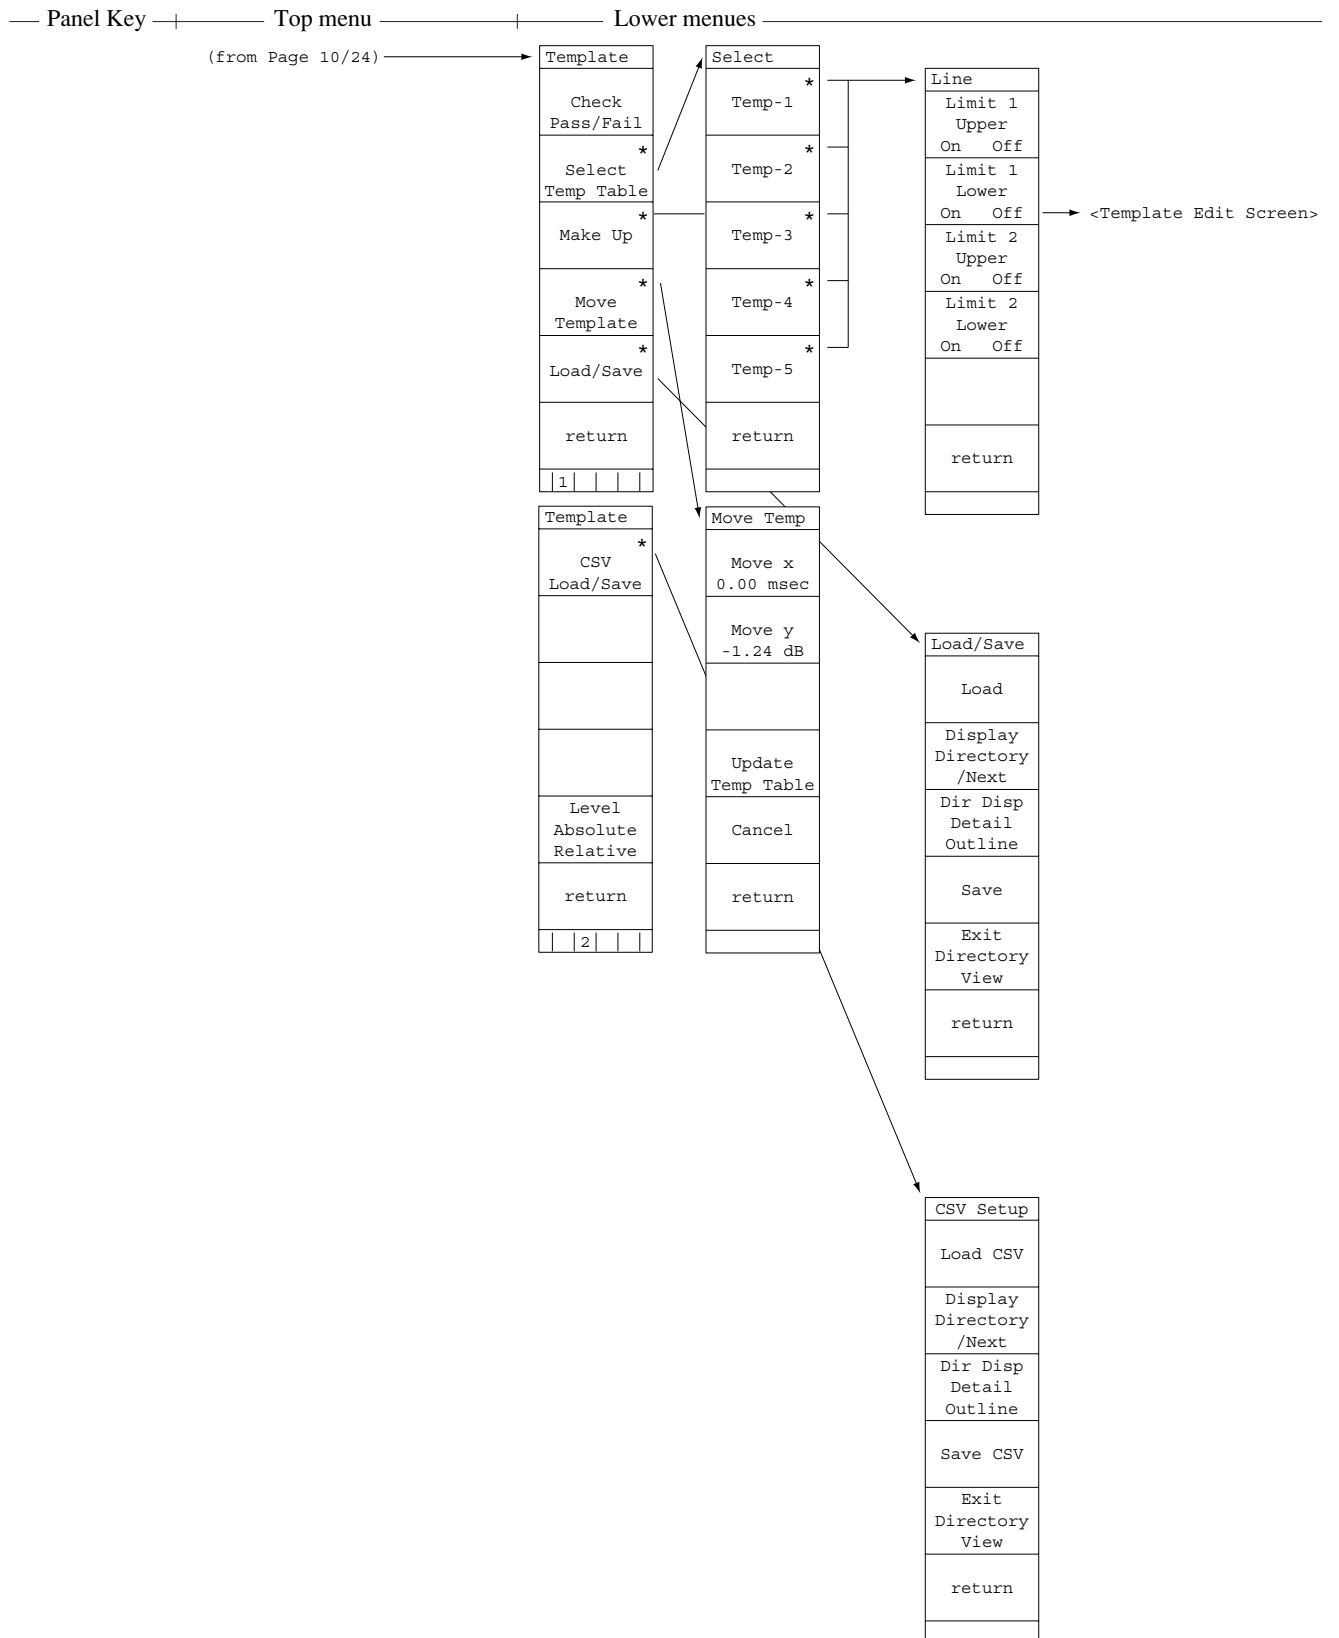 Panel Key
Top menu
Lower menues
(from Page 10/24)
Template
Check
Pass/Fail
*
Select
Temp Table
*
Make Up
*
Move
Template
*
Load/Save
return
1
Select
*
Temp-1
*
Temp-2
*
Temp-3
*
Temp-4
*
Temp-5
return
Line
Limit 1
Upper
On Off
Limit 1
Lower
On Off
Limit 2
Upper
On Off
Limit 2
Lower
On Off
return
<Template Edit Screen>
Template
*
CSV
Load/Save
Level
Absolute
Relative
return
2
Move Temp
Move x
0.00 msec
Move y
-1.24 dB
Update
Temp Table
Cancel
return
Load/Save
Load
Display
Directory
/Next
Dir Disp
Detail
Outline
Save
Exit
Directory
View
return
CSV Setup
Load CSV
Display
Directory
/Next
Dir Disp
Detail
Outline
Save CSV
Exit
Directory
View
return